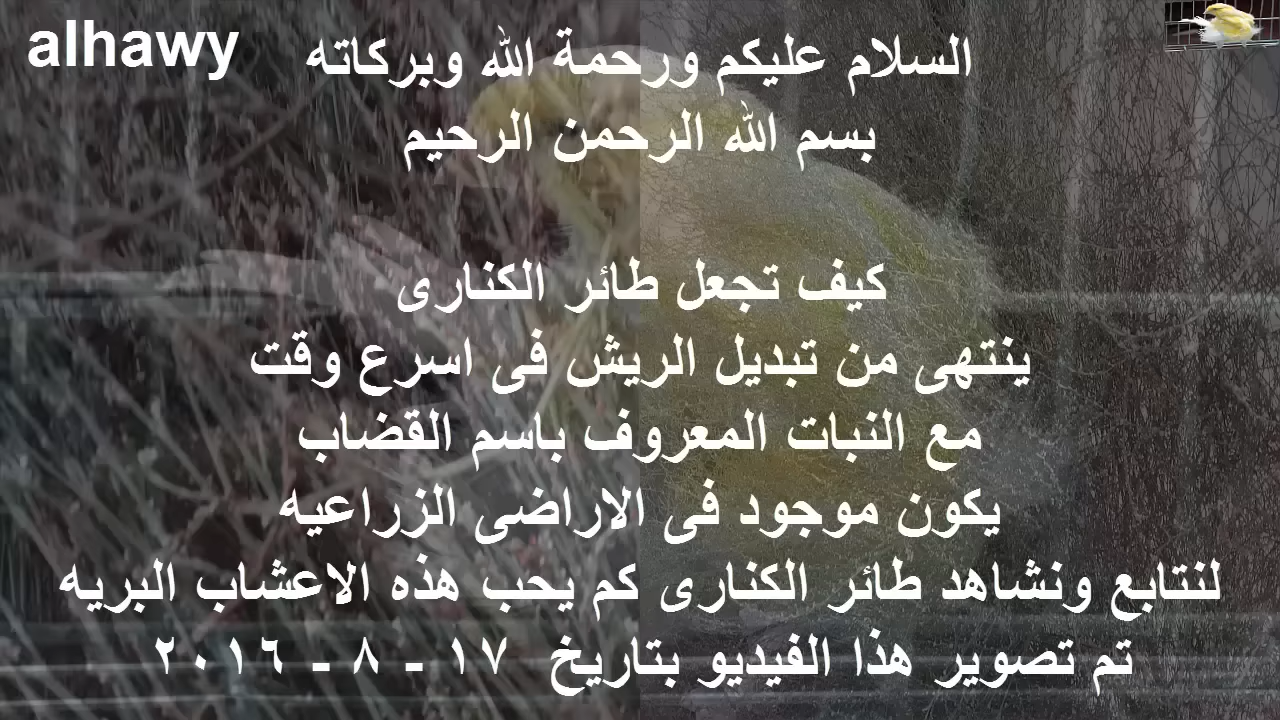 alhawy
السلام عليكم ورحمة الله وبركاته
بسم الله الرحمن الرحيم
كيف تجعل طائر الكنارى
ينتهى من تبديل الريش فى اسرع وقت
مع النبات المعروف باسم القضاب
يكون موجود فى الاراضى الزراعيه
لنتابع ونشاهد طائر الكنارى كم يحب هذه الاعشاب البريه
تم تصوير هذا الفيديو بتاريخ ١٧ - ٨ - ٢٠١٦